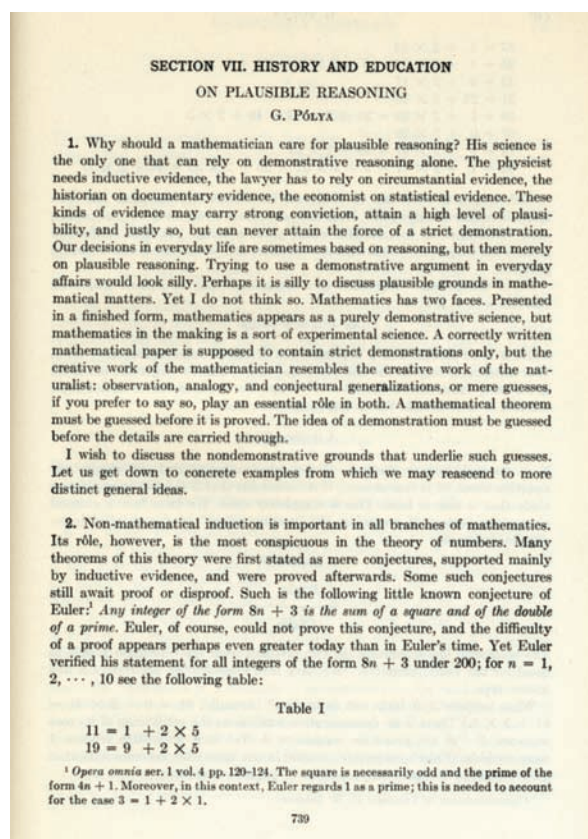 SECTION VII. HISTORY AND EDUCATION
ON PLAUSIBLE REASONING
G. PÓLYA
1. Why should a mathematician care for plausible reasoning? His science is
the only one that can rely on demonstrative reasoning alone. The physicist
needs inductive evidence, the lawyer has to rely on circumstantial evidence, the
historian on documentary evidence, the economist on statistical evidence. These
kinds of evidence may carry strong conviction, attain a high level of plausi-
bility, and justly so, but can never attain the force of a strict demonstration.
Our decisions in everyday life are sometimes based on reasoning, but then merely
on plausible reasoning. Trying to use a demonstrative argument in everyday
affairs would look silly. Perhaps it is silly to discuss plausible grounds in mathe-
matical matters. Yet I do not think so. Mathematics has two faces. Presented
in a finished form, mathematics appears as a purely demonstrative science, but
mathematics in the making is a sort of experimental science. A correctly written
mathematical paper is supposed to contain strict demonstrations only, but the
creative work of the mathematician resembles the creative work of the nat-
uralist: observation, analogy, and conjectural generalizations, or mere guesses,
if you prefer to say so, play an essential rôle in both. A mathematical theorem
must be guessed before it is proved. The idea of a demonstration must be guessed
before the details are carried through.
I wish to discuss the nondemonstrative grounds that underlie such guesses.
Let us get down to concrete examples from which we may reascend to more
distinct general ideas.
2. Non-mathematical induction is important in all branches of mathematics.
Its rôle, however, is the most conspicuous in the theory of numbers. Many
theorems of this theory were first stated as mere conjectures, supported mainly
by inductive evidence, and were proved afterwards. Some such conjectures
still await proof or disproof. Such is the following little known conjecture of
Euler:¹ Any integer of the form 8n + 3 is the sum of a square and of the double
of a prime. Euler, of course, could not prove this conjecture, and the difficulty
of a proof appears perhaps even greater today than in Euler's time. Yet Euler
verified his statement for all integers of the form 8n + 3 under 200; for n = 1,
2, ··· , 10 see the following table:
Table I
11 = 1 + 2 × 5
19 = 9 + 2 × 5
¹ Opera omnia ser. 1 vol. 4 pp. 120-124. The square is necessarily odd and the prime of the
form 4n + 1. Moreover, in this context, Euler regards 1 as a prime; this is needed to account
for the case 3 = 1 + 2 × 1.
739